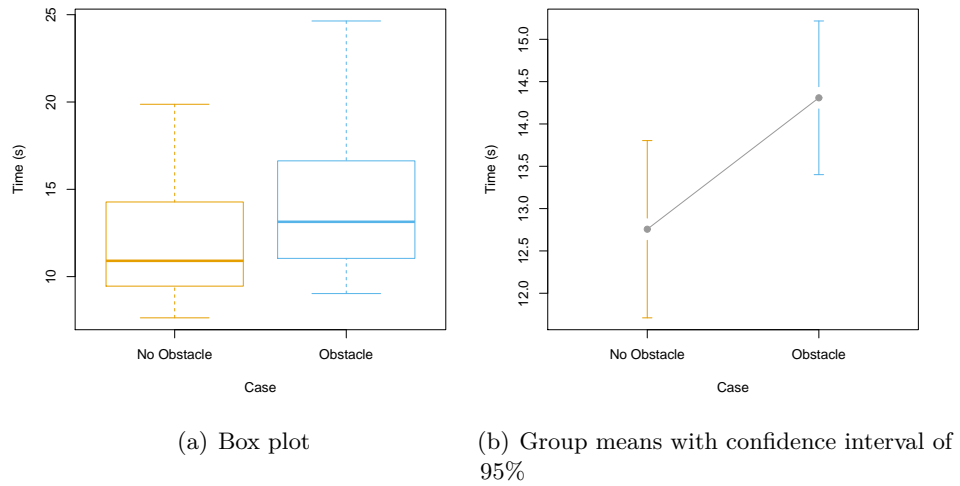 25
20
15
10
Time (s)
No Obstacle
Obstacle
Case
(a) Box plot
15.0
14.5
14.0
13.5
13.0
12.5
12.0
Time (s)
No Obstacle
Obstacle
Case
(b) Group means with confidence interval of
95%